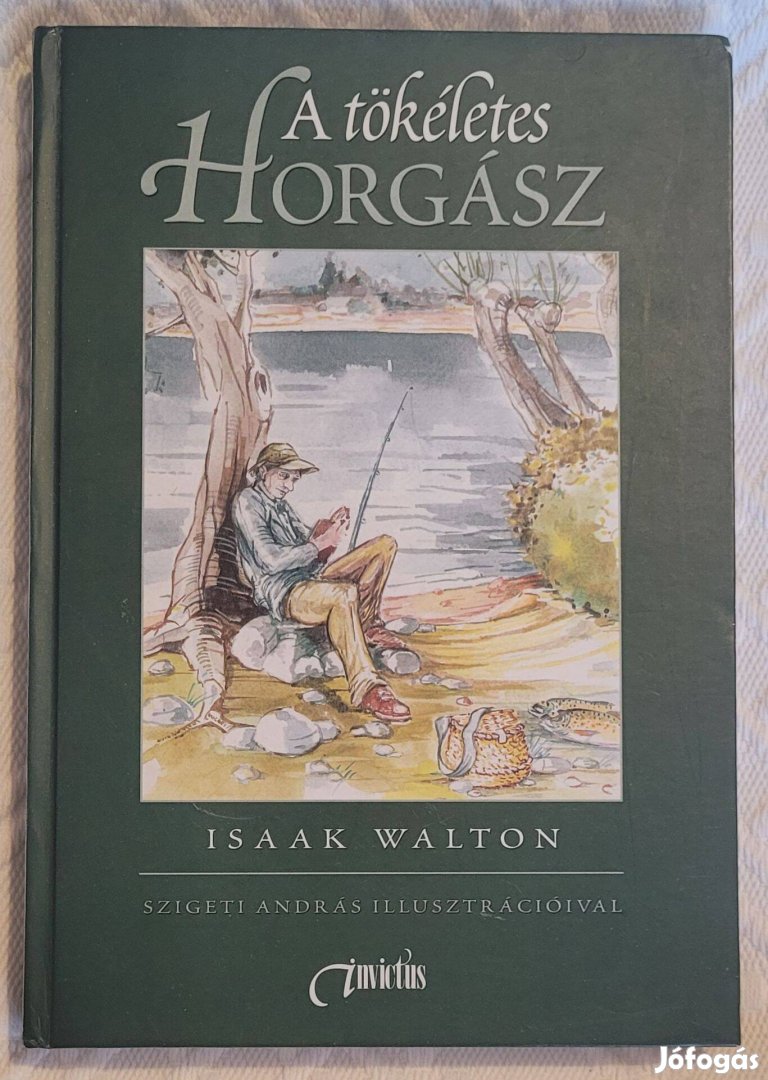 A tökéletes
HORGÁSZ
ISAAK WALTON
SZIGETI ANDRÁS ILLUSZTRÁCIÓIVAL
invictus
Jófogás